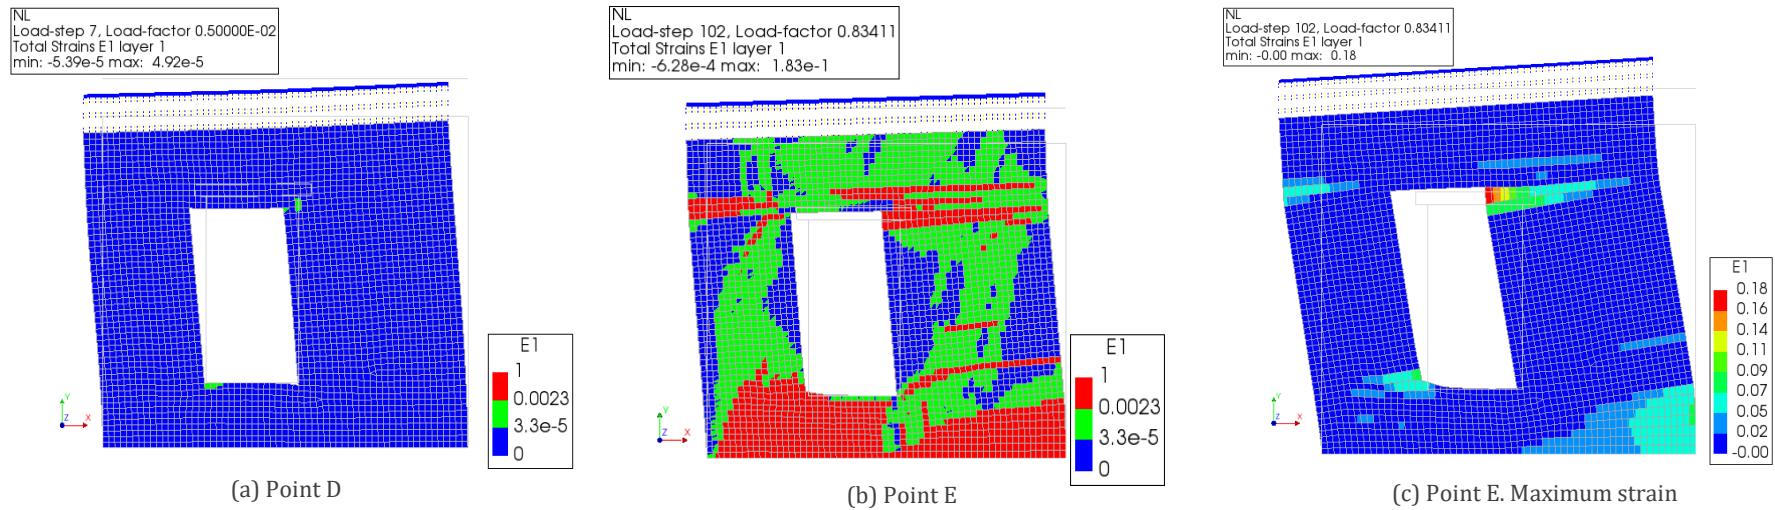 NL
Load-step 7, Load-factor 0.50000E-02
Total Strains E1 layer 1
min: -5.39e-5 max: 4.92e-5
E1
1
0.0023
3.3e-5
0
Y
Z
X
(a) Point D
NL
Load-step 102, Load-factor 0.83411
Total Strains E1 layer 1
min: -6.28e-4 max: 1.83e-1
E1
1
0.0023
3.3e-5
0
Y
Z
X
(b) Point E
NL
Load-step 102, Load-factor 0.83411
Total Strains E1 layer 1
min: -0.00 max: 0.18
E1
0.18
0.16
0.14
0.11
0.09
0.07
0.05
0.02
-0.00
Y
Z
X
(c) Point E. Maximum strain